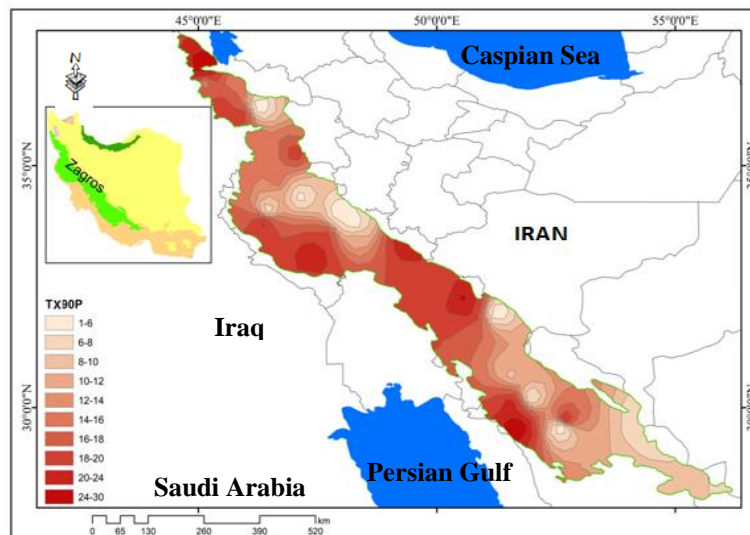 45°0'0"E
50°0'0"E
55°0'0"E
Caspian Sea
N
35°0'0"N
Zagros
IRAN
TX90P
1-6
6-8
8-10
10-12
12-14
14-16
16-18
18-20
20-24
24-30
Iraq
30°0'0"N
Persian Gulf
Saudi Arabia
0 65 130 260 390 520
km